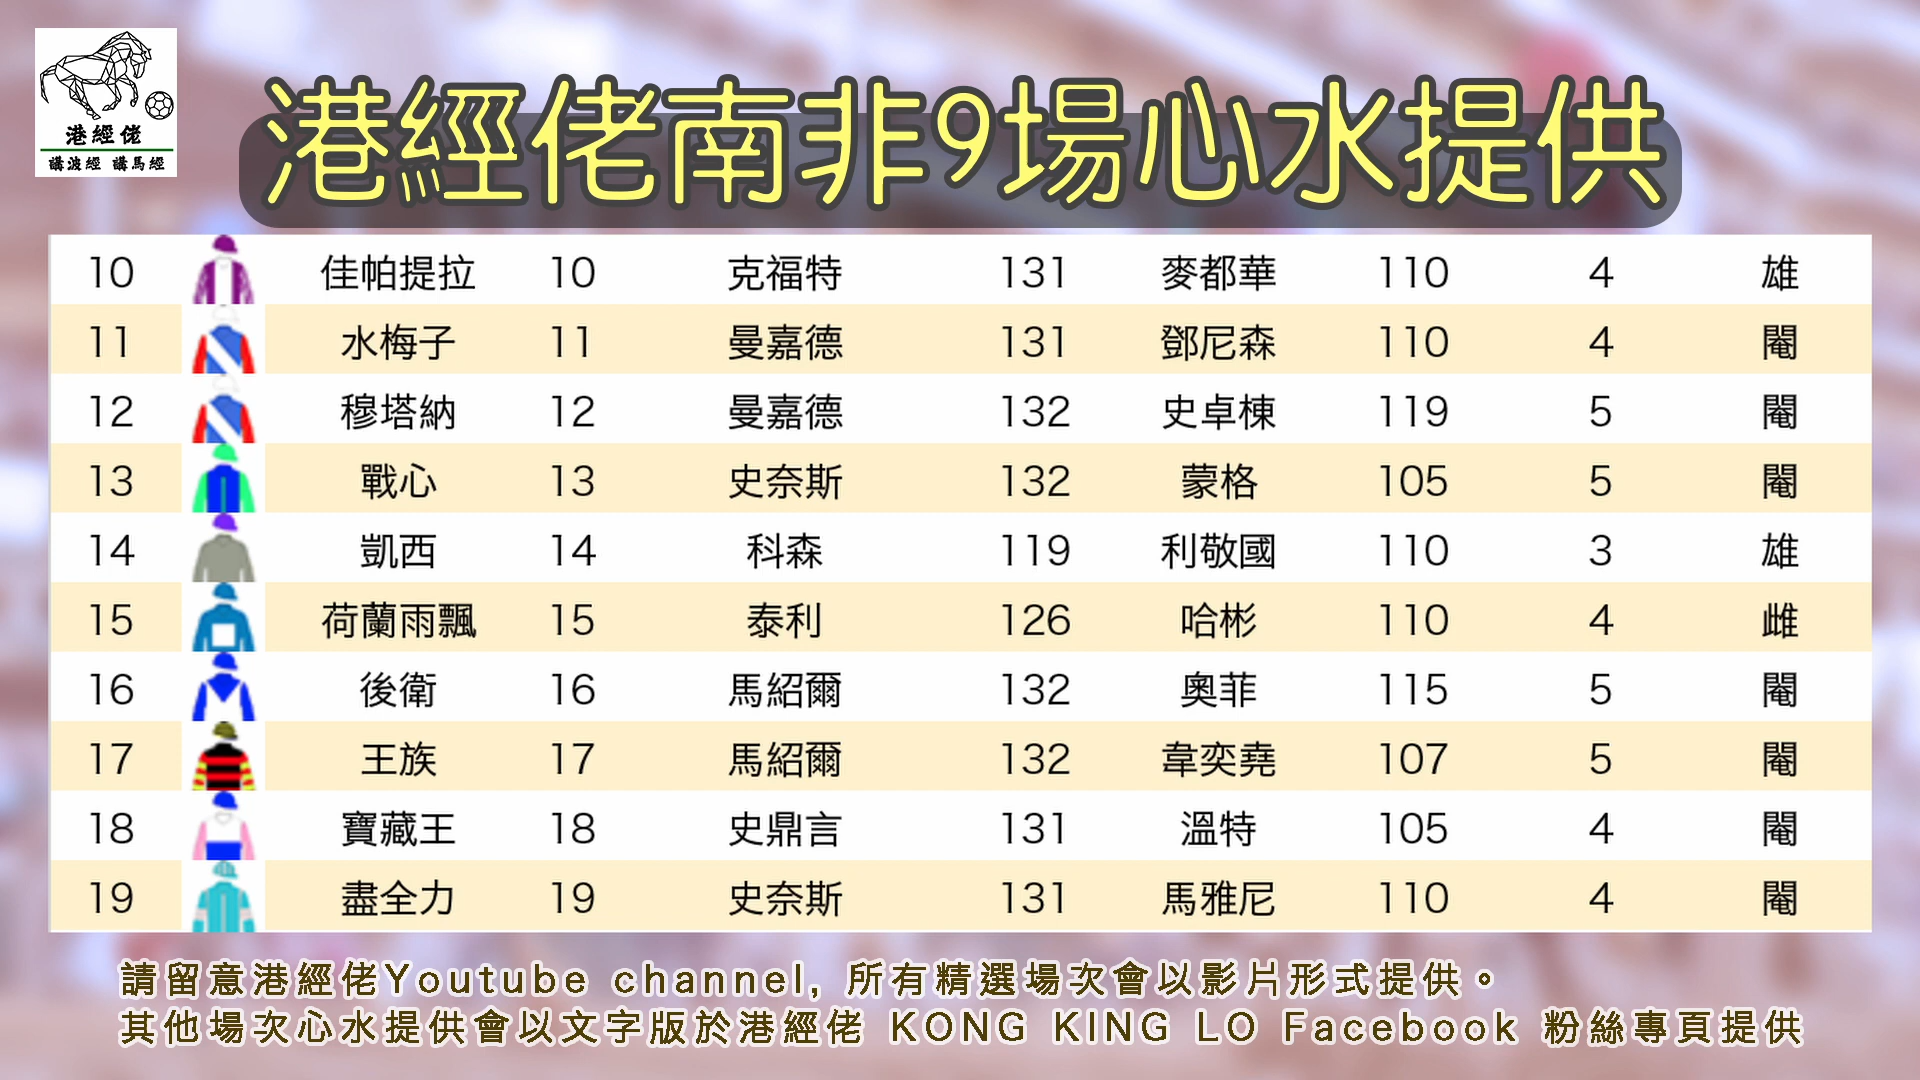 港經佬
講波經 講馬經
港經佬南非9場心水提供
10 佳帕提拉 10 克福特 131 麥都華 110 4 雄
11 水梅子 11 曼嘉德 131 鄧尼森 110 4 閹
12 穆塔納 12 曼嘉德 132 史卓棟 119 5 閹
13 戰心 13 史奈斯 132 蒙格 105 5 閹
14 凱西 14 科森 119 利敬國 110 3 雄
15 荷蘭雨飄 15 泰利 126 哈彬 110 4 雌
16 後衛 16 馬紹爾 132 奧菲 115 5 閹
17 王族 17 馬紹爾 132 韋奕堯 107 5 閹
18 寶藏王 18 史鼎言 131 溫特 105 4 閹
19 盡全力 19 史奈斯 131 馬雅尼 110 4 閹
請留意港經佬Youtube channel, 所有精選場次會以影片形式提供。
其他場次心水提供會以文字版於港經佬 KONG KING LO Facebook 粉絲專頁提供